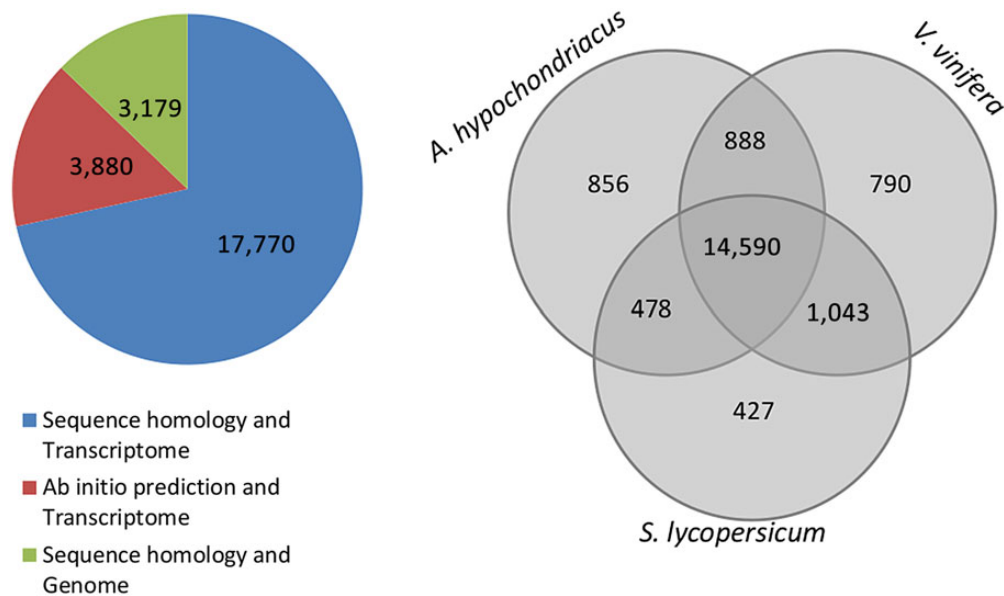 3,179
3,880
17,770
Sequence homology and
Transcriptome
Ab initio prediction and
Transcriptome
Sequence homology and
Genome
A. hypochondriacus
V. vinifera
888
856
790
14,590
478
1,043
427
S. lycopersicum